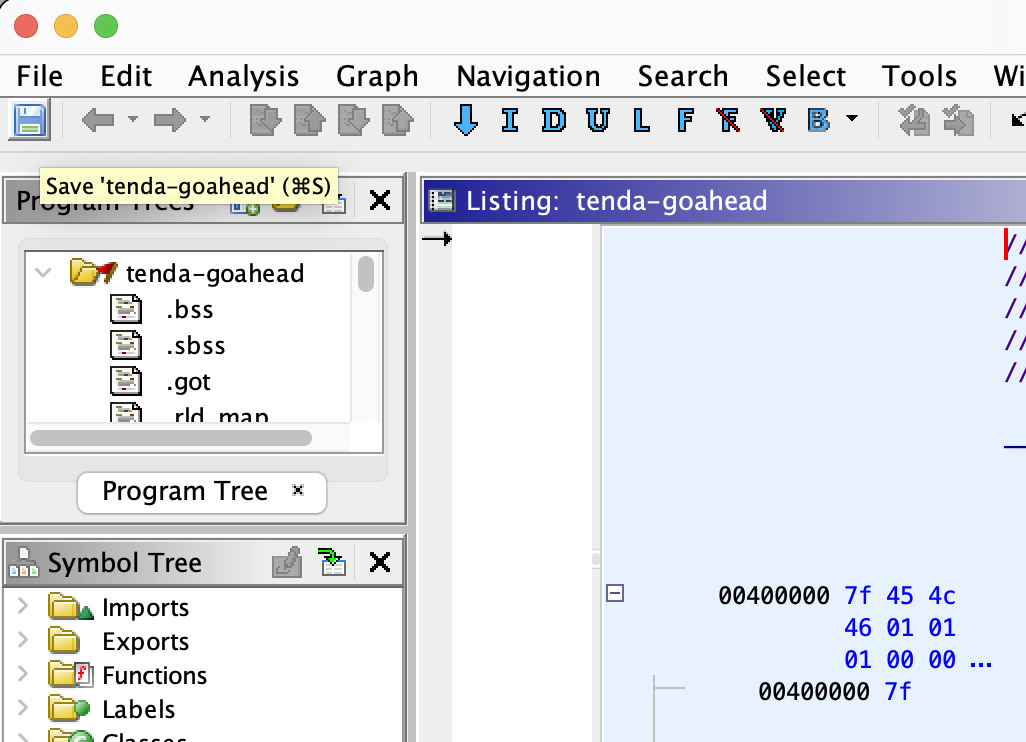 File Edit Analysis Graph Navigation Search Select Tools Wi
I D U L F F V B
Save 'tenda-goahead' (⌘S)
Program Trees
Listing: tenda-goahead
//
//
//
//
//
tenda-goahead
.bss
.sbss
.got
.rld_map
Program Tree
Symbol Tree
Imports
Exports
Functions
Labels
Classes
00400000 7f 45 4c
46 01 01
01 00 00 ...
00400000 7f